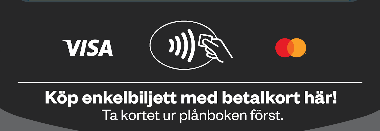 VISA
Köp enkelbiljett med betalkort här!
Ta kortet ur plånboken först.